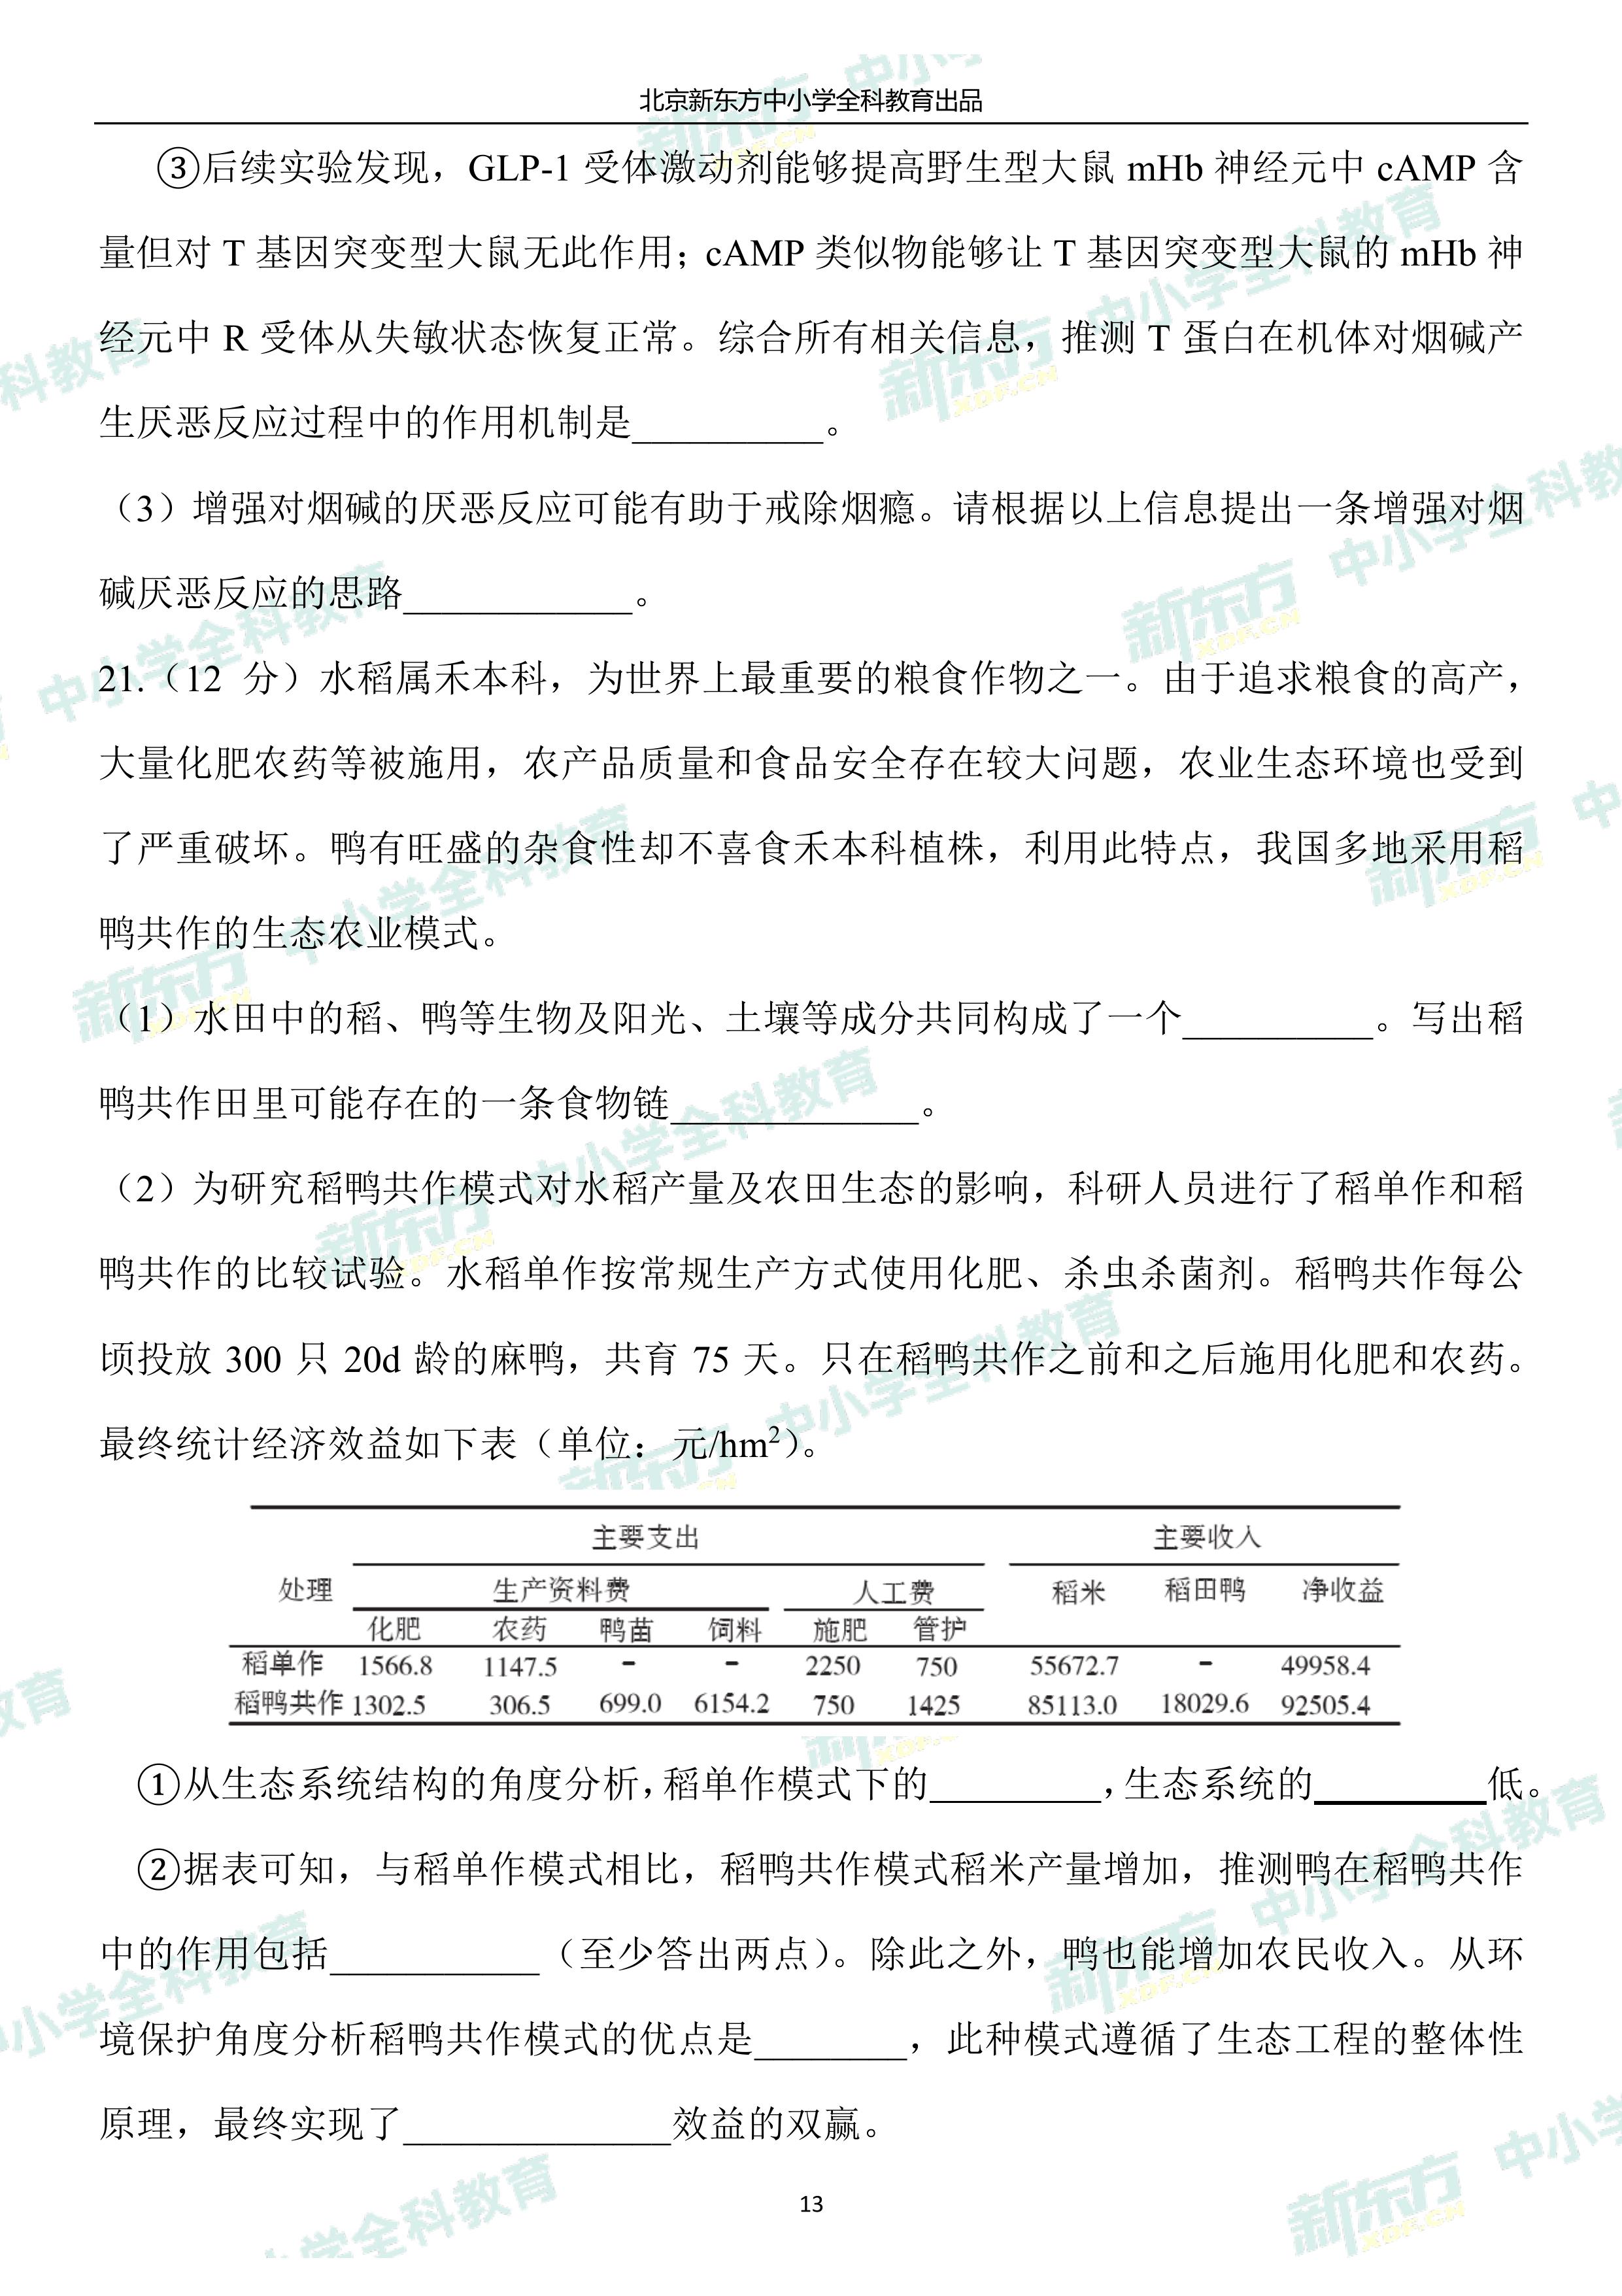 北京新东方中小学全科教育出品
③后续实验发现，GLP-1 受体激动剂能够提高野生型大鼠 mHb 神经元中 cAMP 含
量但对 T 基因突变型大鼠无此作用；cAMP 类似物能够让 T 基因突变型大鼠的 mHb 神
经元中 R 受体从失敏状态恢复正常。综合所有相关信息，推测 T 蛋白在机体对烟碱产
生厌恶反应过程中的作用机制是__________。
（3）增强对烟碱的厌恶反应可能有助于戒除烟瘾。请根据以上信息提出一条增强对烟
碱厌恶反应的思路____________。
21.（12 分）水稻属禾本科，为世界上最重要的粮食作物之一。由于追求粮食的高产，
大量化肥农药等被施用，农产品质量和食品安全存在较大问题，农业生态环境也受到
了严重破坏。鸭有旺盛的杂食性却不喜食禾本科植株，利用此特点，我国多地采用稻
鸭共作的生态农业模式。
（1）水田中的稻、鸭等生物及阳光、土壤等成分共同构成了一个__________。写出稻
鸭共作田里可能存在的一条食物链_____________。
（2）为研究稻鸭共作模式对水稻产量及农田生态的影响，科研人员进行了稻单作和稻
鸭共作的比较试验。水稻单作按常规生产方式使用化肥、杀虫杀菌剂。稻鸭共作每公
顷投放 300 只 20d 龄的麻鸭，共育 75 天。只在稻鸭共作之前和之后施用化肥和农药。
最终统计经济效益如下表（单位：元/hm²）。
主要支出 主要收入
处理 生产资料费 人工费 稻米 稻田鸭 净收益
化肥 农药 鸭苗 饲料 施肥 管护
稻单作 1566.8 1147.5 - - 2250 750 55672.7 - 49958.4
稻鸭共作 1302.5 306.5 699.0 6154.2 750 1425 85113.0 18029.6 92505.4
①从生态系统结构的角度分析，稻单作模式下的_________，生态系统的_________低。
②据表可知，与稻单作模式相比，稻鸭共作模式稻米产量增加，推测鸭在稻鸭共作
中的作用包括___________（至少答出两点）。除此之外，鸭也能增加农民收入。从环
境保护角度分析稻鸭共作模式的优点是________，此种模式遵循了生态工程的整体性
原理，最终实现了______________效益的双赢。
13
新东方 XDF.CN 中小学全科教育